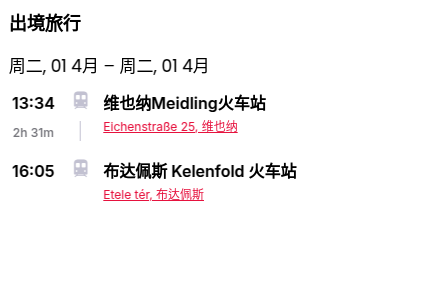 出境旅行
周二, 01 4月 – 周二, 01 4月
13:34 维也纳Meidling火车站
Eichenstraße 25, 维也纳
2h 31m
16:05 布达佩斯 Kelenfold 火车站
Etele tér, 布达佩斯